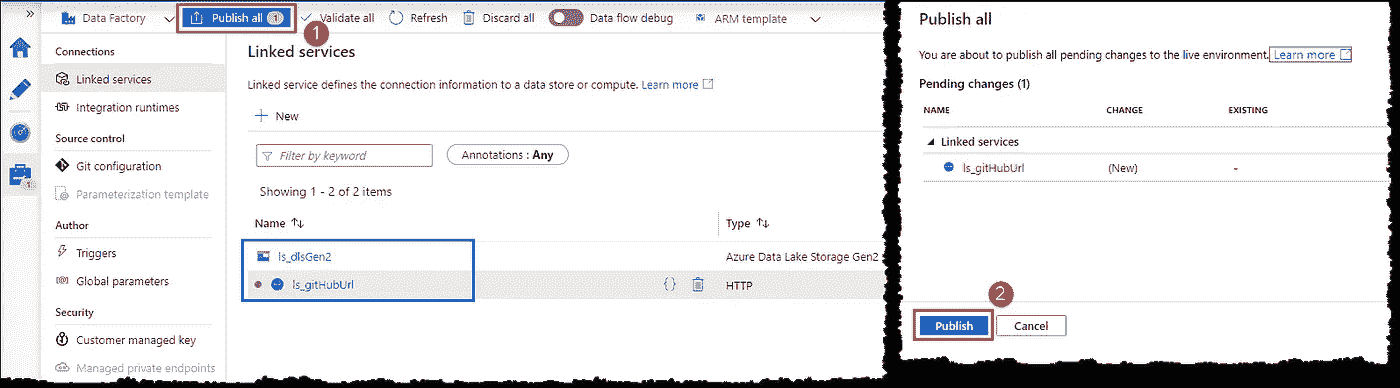 »
Data Factory
Publish all 1
Validate all
Refresh
Discard all
Data flow debug
ARM template
1
Connections
Linked services
Integration runtimes
Source control
Git configuration
Parameterization template
1
Author
Triggers
Global parameters
Security
Customer managed key
Managed private endpoints
Linked services
Linked service defines the connection information to a data store or compute. Learn more
+ New
Filter by keyword
Annotations : Any
Showing 1 - 2 of 2 items
Name
Type
ls_dlsGen2
Azure Data Lake Storage Gen2
ls_gitHubUrl
{}
HTTP
Publish all
You are about to publish all pending changes to the live environment. Learn more
Pending changes (1)
NAME CHANGE EXISTING
Linked services
ls_gitHubUrl (New) -
2
Publish
Cancel